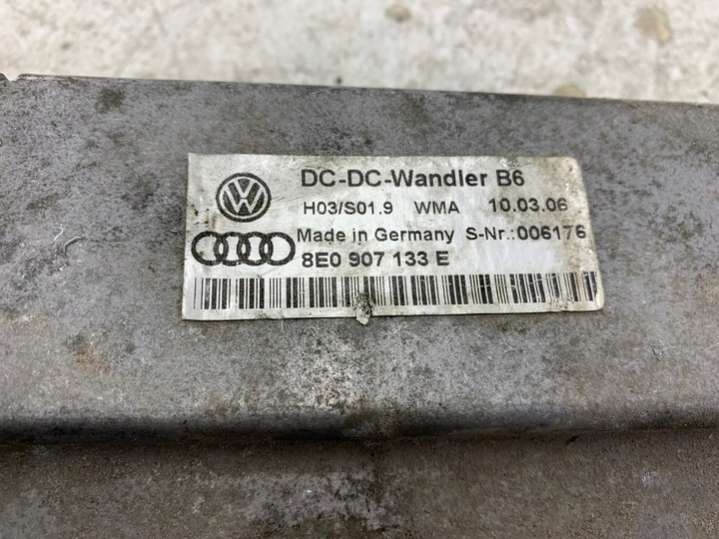 DC-DC-Wandler B6
H03/S01.9 WMA 10.03.06
Made in Germany S-Nr.:006176
8E0 907 133 E